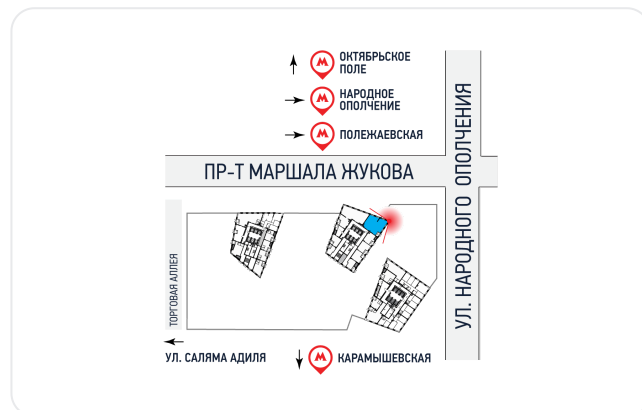 ОКТЯБРЬСКОЕ
ПОЛЕ
НАРОДНОЕ
ОПОЛЧЕНИЕ
ПОЛЕЖАЕВСКАЯ
ПР-Т МАРШАЛА ЖУКОВА
УЛ. НАРОДНОГО ОПОЛЧЕНИЯ
ТОРГОВАЯ АЛЛЕЯ
УЛ. САЛЯМА АДИЛЯ
КАРАМЫШЕВСКАЯ